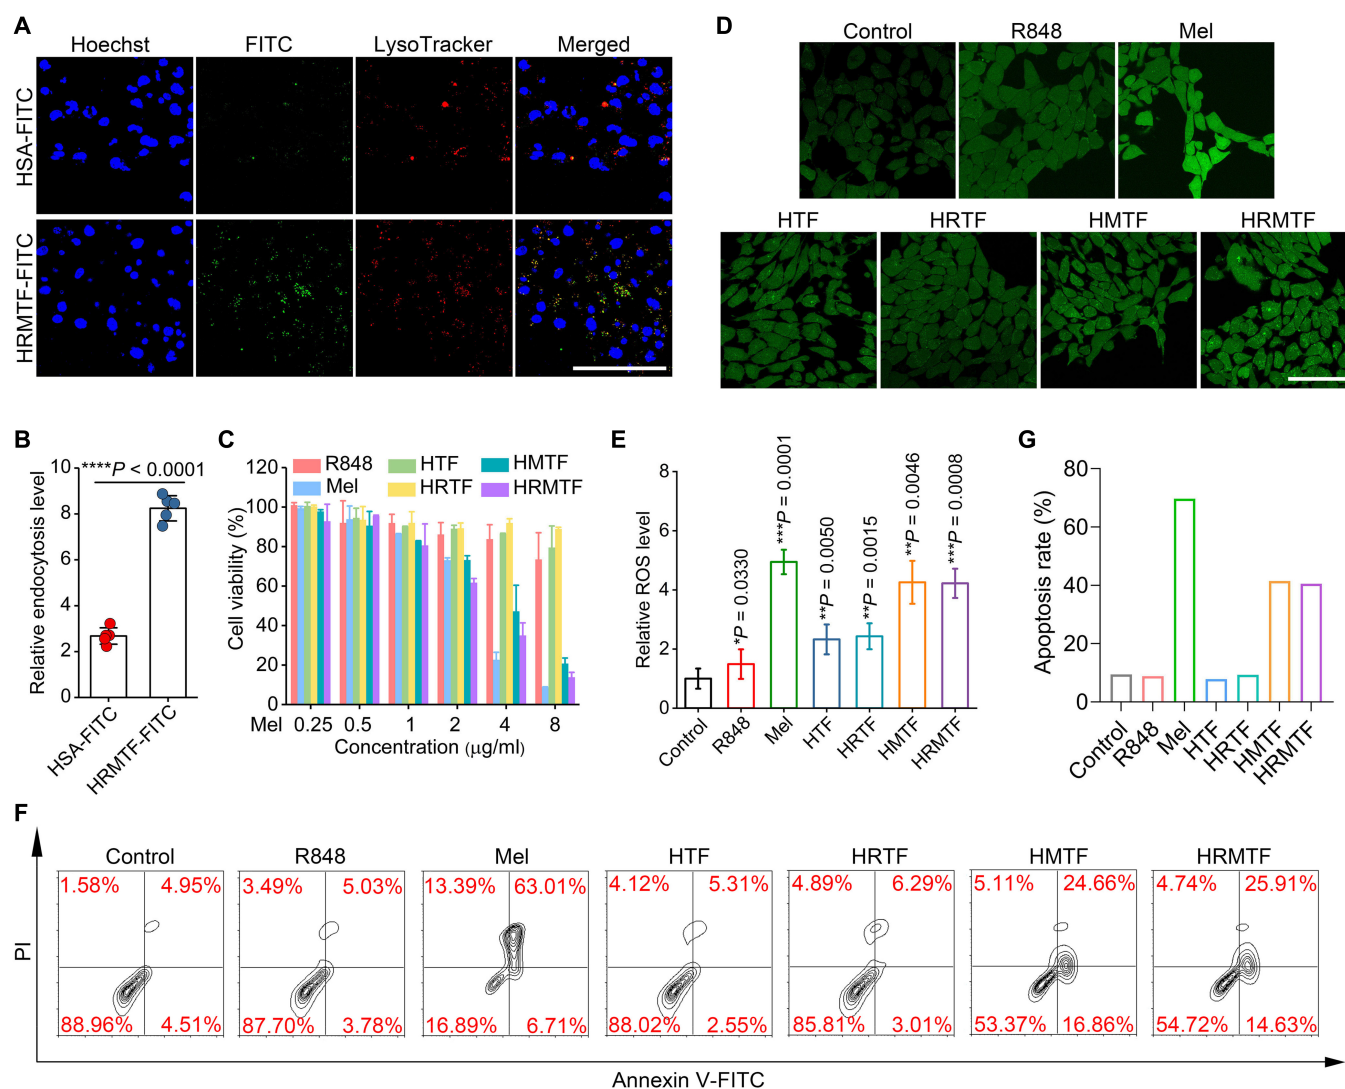 A
Hoechst FITC LysoTracker Merged
HSA-FITC
HRMTF-FITC
D
Control R848 Mel
HTF HRTF HMTF HRMTF
B
Relative endocytosis level
****P < 0.0001
10
8
6
4
2
0
HSA-FITC
HRMTF-FITC
C
Cell viability (%)
120
100
80
60
40
20
0
R848 HTF HMTF
Mel HRTF HRMTF
Mel 0.25 0.5 1 2 4 8
Concentration (μg/ml)
E
Relative ROS level
8
6
4
2
0
*P = 0.0330
***P = 0.0001
**P = 0.0050
**P = 0.0015
**P = 0.0046
***P = 0.0008
Control
R848
Mel
HTF
HRTF
HMTF
HRMTF
G
Apoptosis rate (%)
80
60
40
20
0
Control
R848
Mel
HTF
HRTF
HMTF
HRMTF
F
PI
Control R848 Mel HTF HRTF HMTF HRMTF
1.58% 4.95% 3.49% 5.03% 13.39% 63.01% 4.12% 5.31% 4.89% 6.29% 5.11% 24.66% 4.74% 25.91%
88.96% 4.51% 87.70% 3.78% 16.89% 6.71% 88.02% 2.55% 85.81% 3.01% 53.37% 16.86% 54.72% 14.63%
Annexin V-FITC